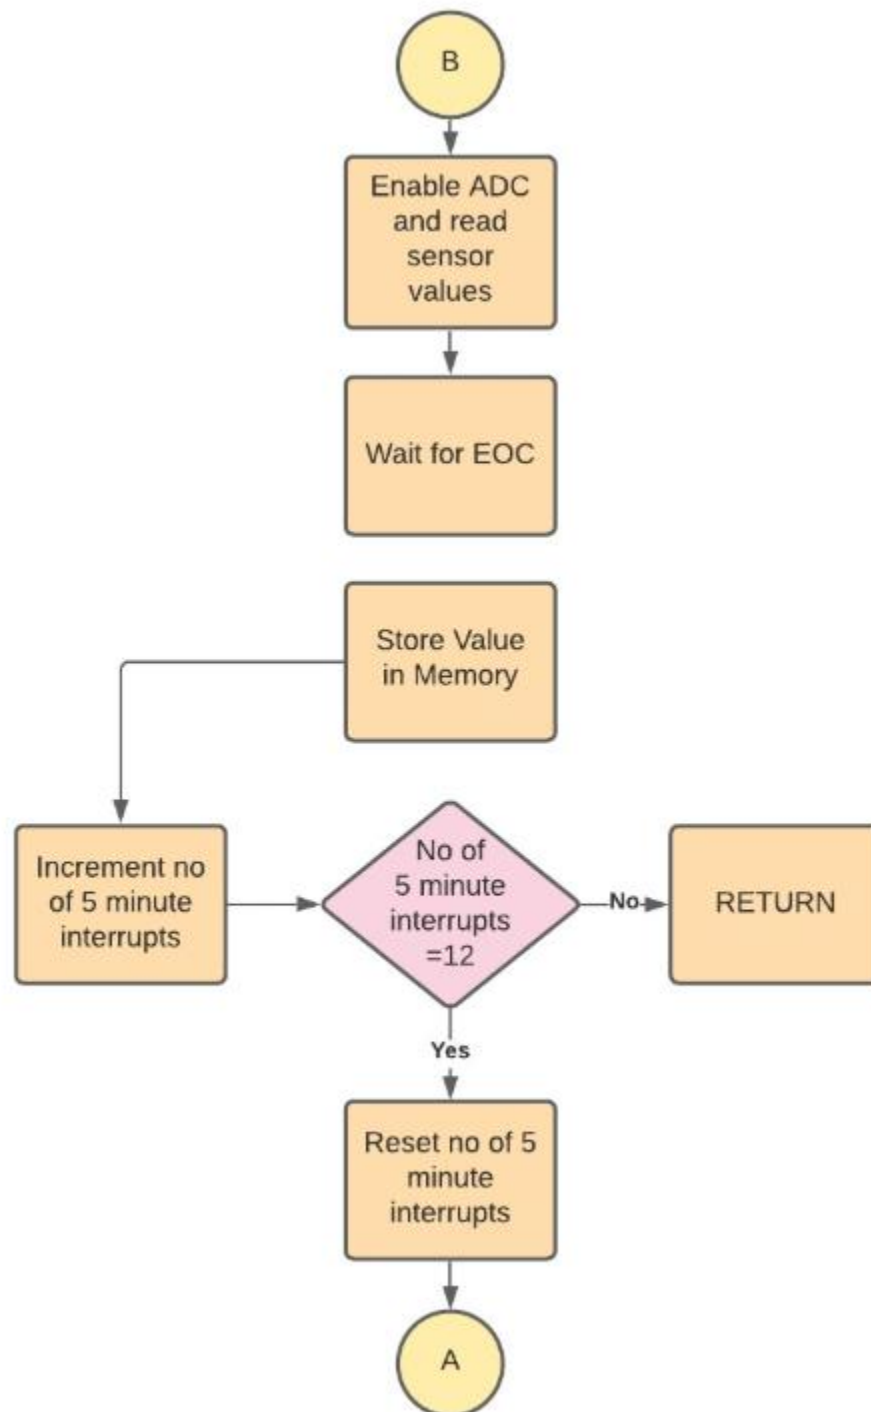 B
Enable ADC
and read
sensor
values
Wait for EOC
Store Value
in Memory
Increment no
of 5 minute
interrupts
No of
5 minute
interrupts
=12
No
RETURN
Yes
Reset no of 5
minute
interrupts
A